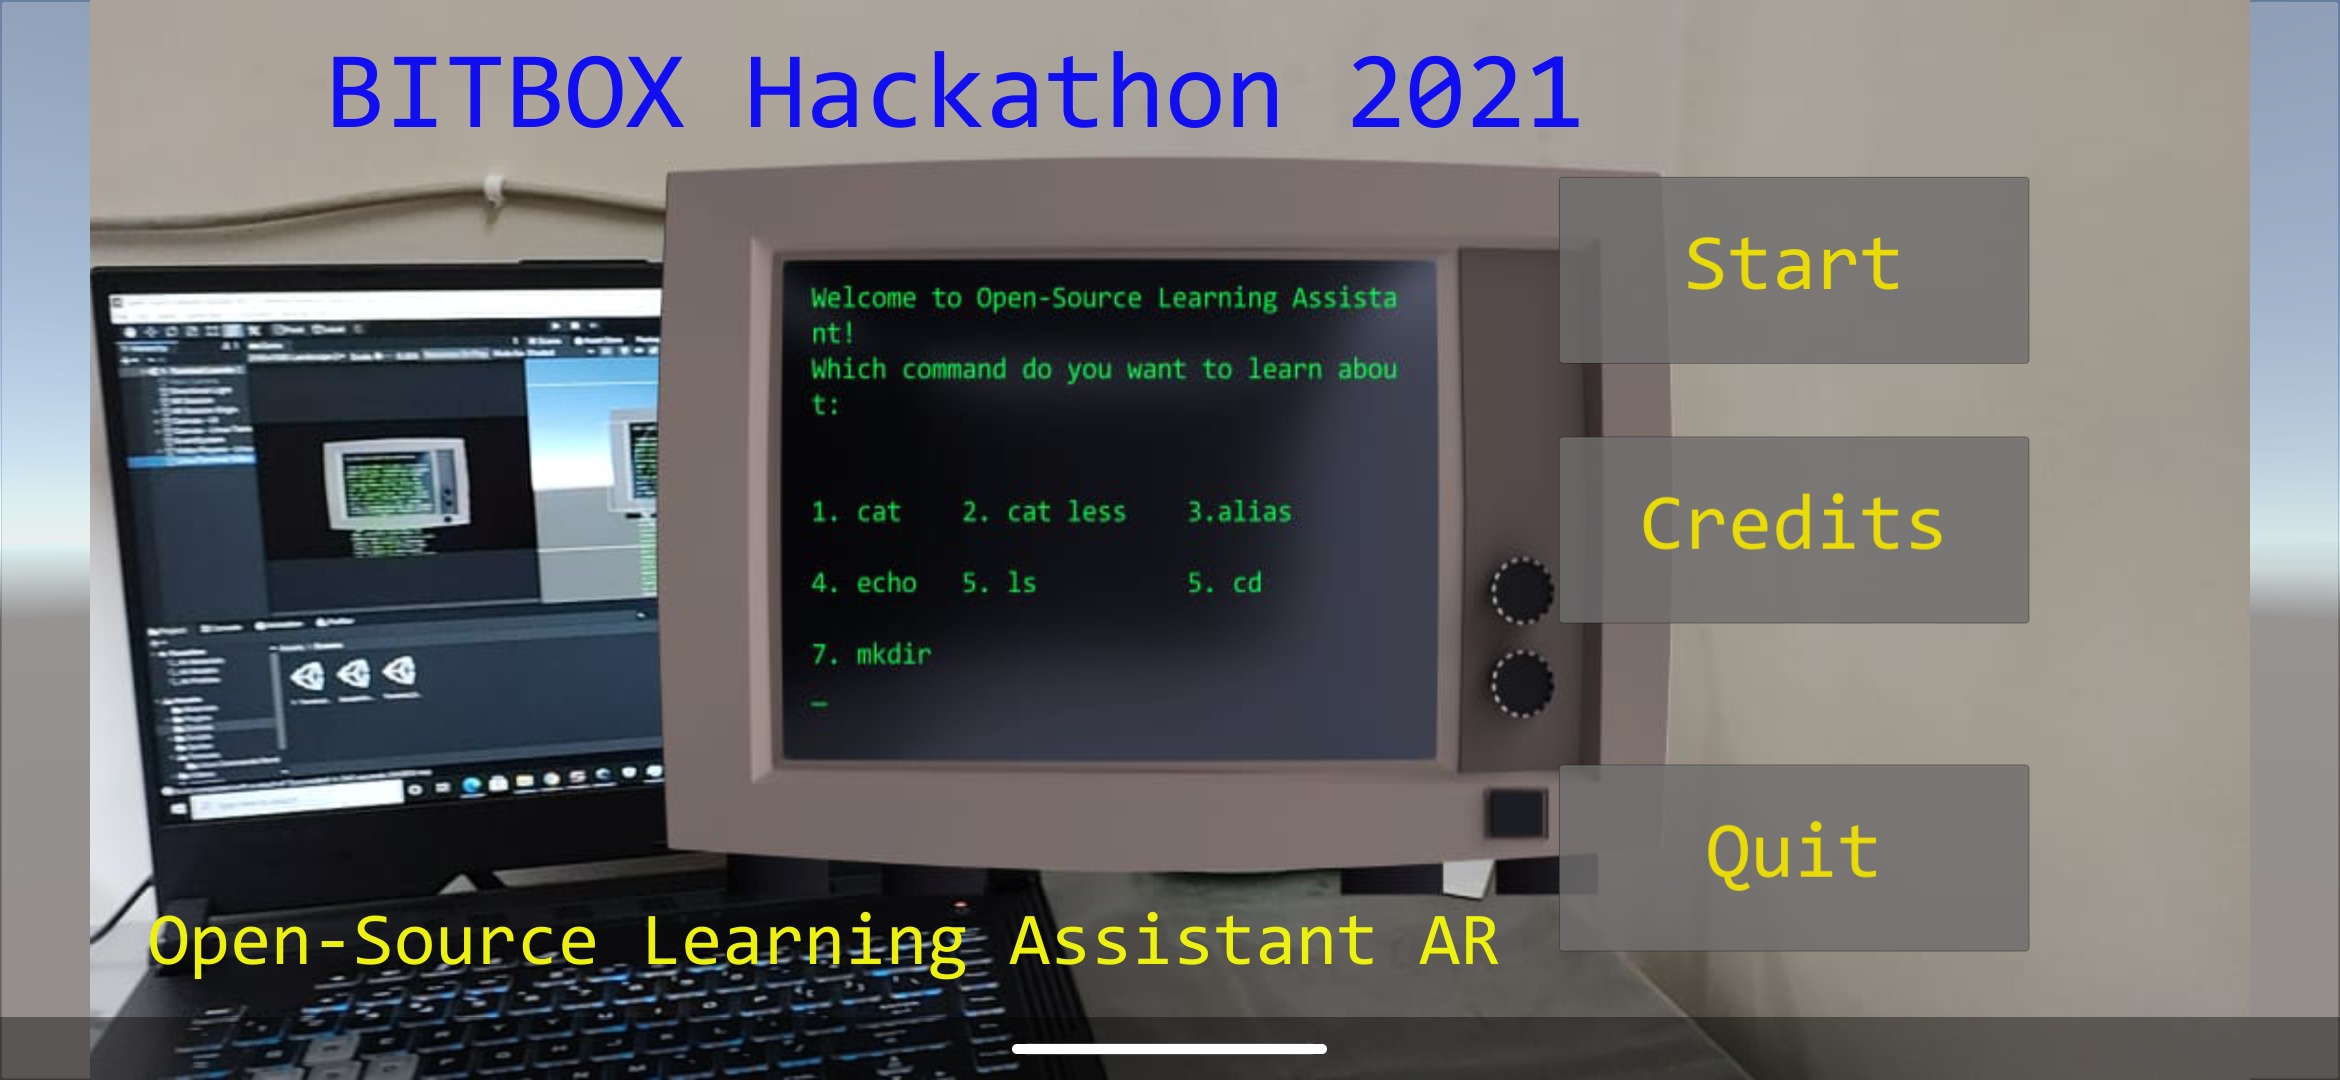 BITBOX Hackathon 2021
Welcome to Open-Source Learning Assista
nt!
Which command do you want to learn abou
t:
1. cat 2. cat less 3.alias
4. echo 5. ls 5. cd
7. mkdir
_
Start
Credits
Quit
Open-Source Learning Assistant AR